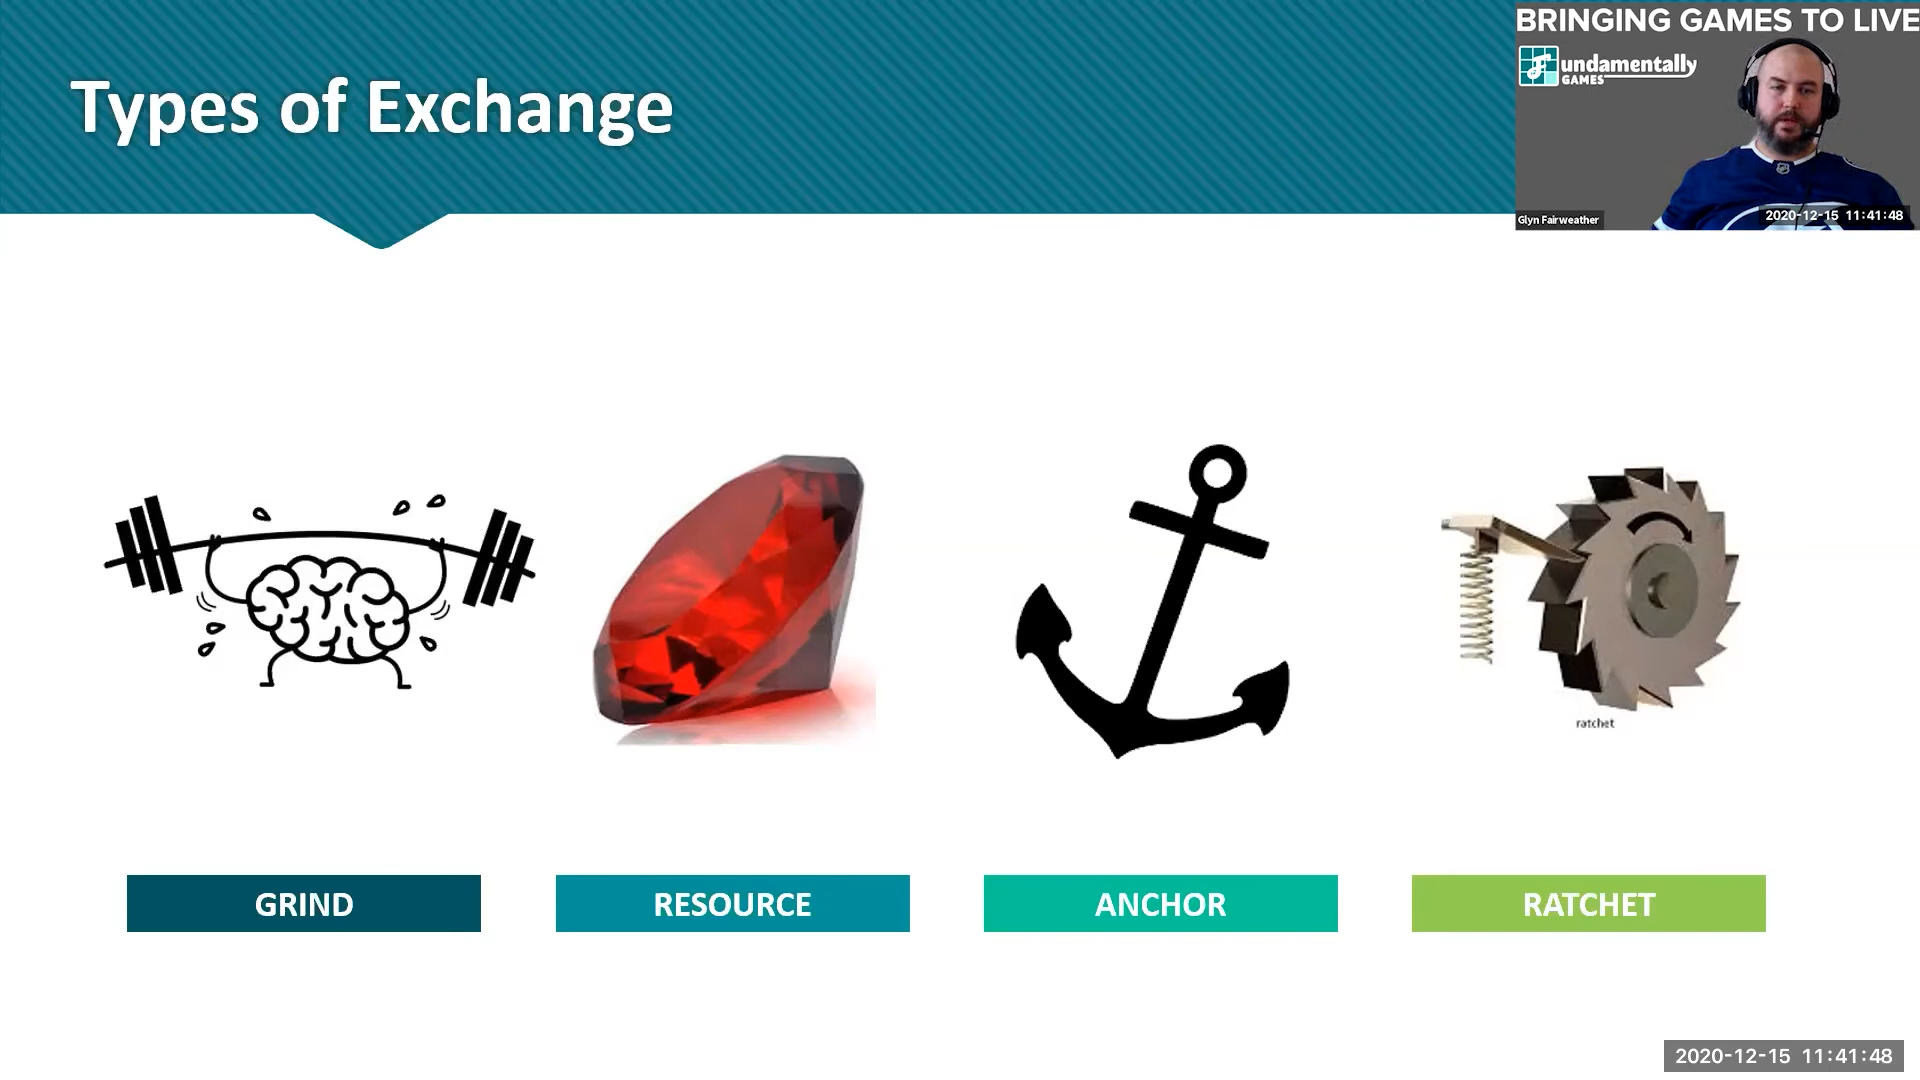 Types of Exchange
BRINGING GAMES TO LIVE
Fundamentally
GAMES
Glyn Fairweather
2020-12-15 11:41:48
ratchet
GRIND
RESOURCE
ANCHOR
RATCHET
2020-12-15 11:41:48